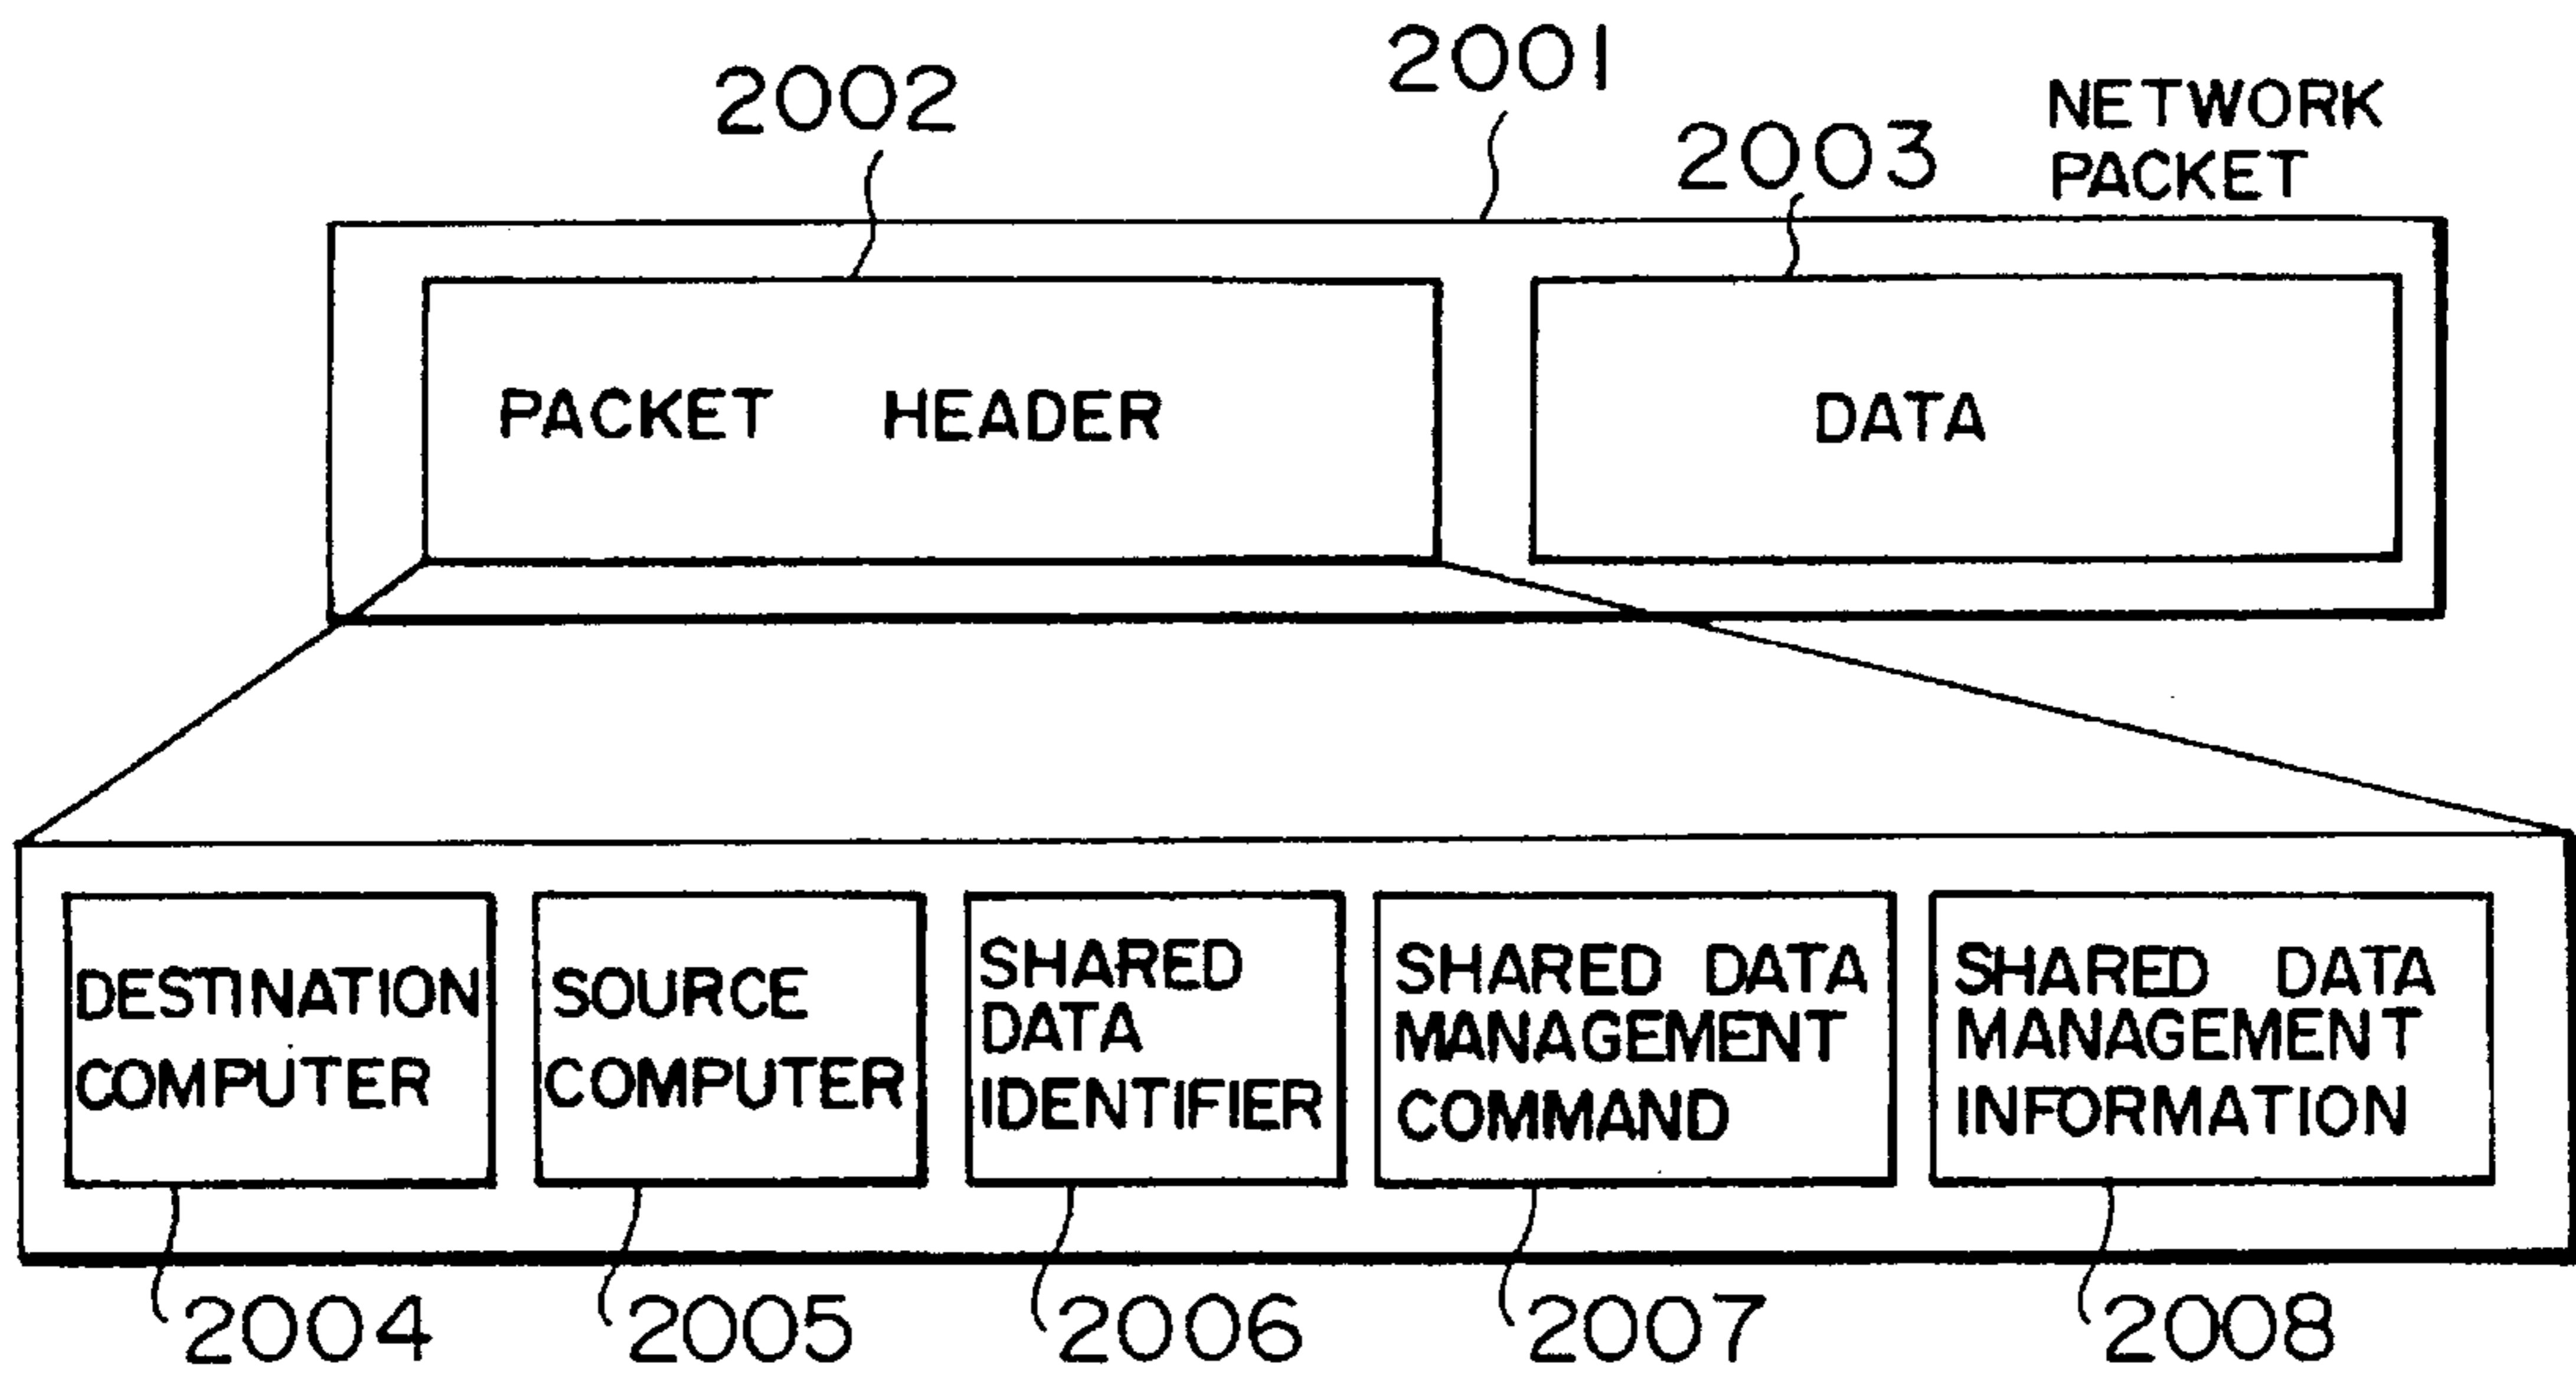 2001
2002
2003
NETWORK
PACKET
PACKET HEADER
DATA
DESTINATION
COMPUTER
SOURCE
COMPUTER
SHARED
DATA
IDENTIFIER
SHARED DATA
MANAGEMENT
COMMAND
SHARED DATA
MANAGEMENT
INFORMATION
2004
2005
2006
2007
2008